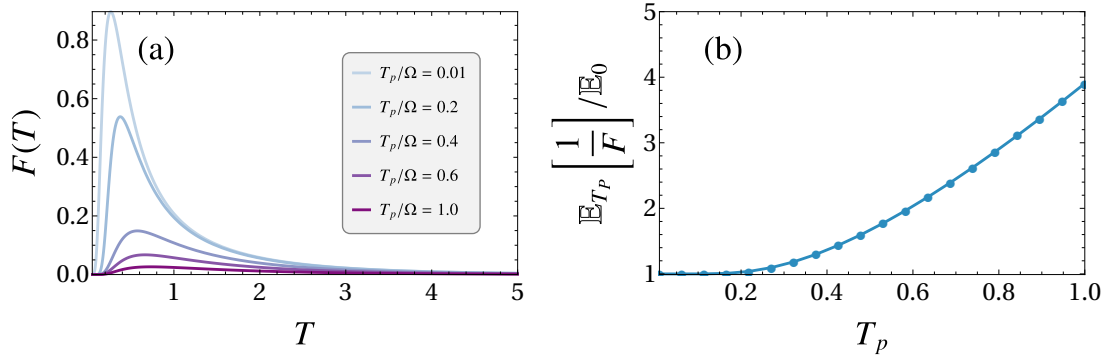 (a)
F(T)
0.8
0.6
0.4
0.2
0.0
1
2
3
4
5
T
T_p/Ω = 0.01
T_p/Ω = 0.2
T_p/Ω = 0.4
T_p/Ω = 0.6
T_p/Ω = 1.0
(b)
𝔼_{T_P} [1/F] /𝔼_0
5
4
3
2
1
0.2
0.4
0.6
0.8
1.0
T_p